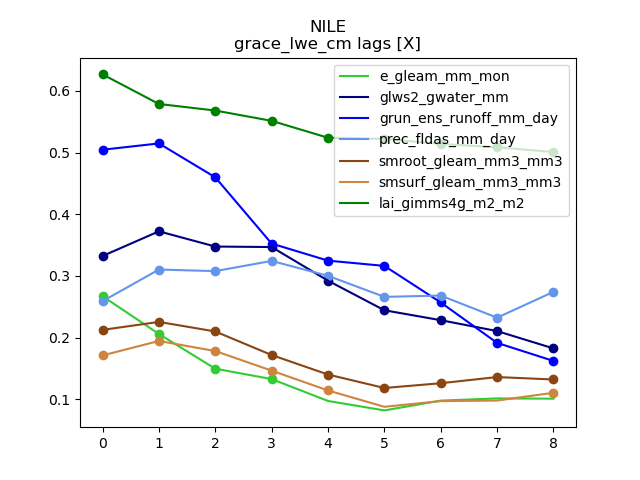 NILE
grace_lwe_cm lags [X]
e_gleam_mm_mon
glws2_gwater_mm
grun_ens_runoff_mm_day
prec_fldas_mm_day
smroot_gleam_mm3_mm3
smsurf_gleam_mm3_mm3
lai_gimms4g_m2_m2
0.6
0.5
0.4
0.3
0.2
0.1
0 1 2 3 4 5 6 7 8